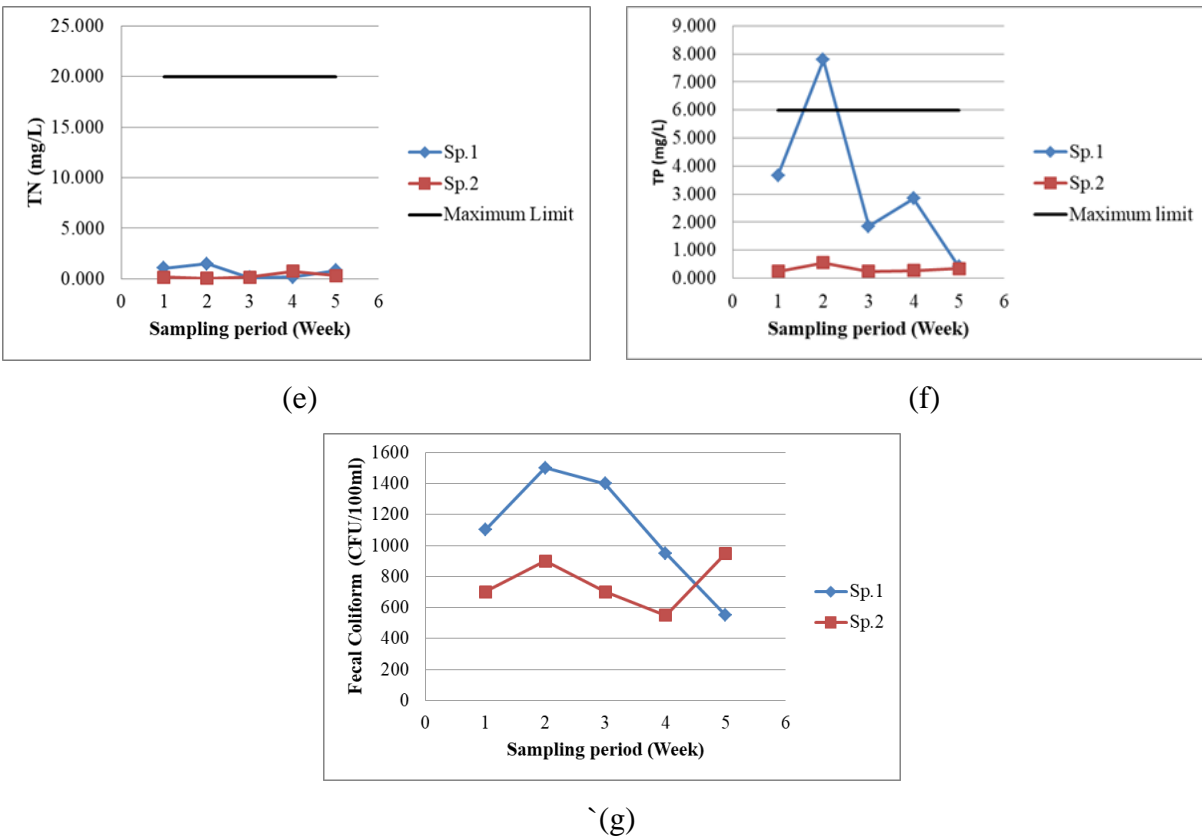 25.000
20.000
15.000
10.000
5.000
0.000
TN (mg/L)
0 1 2 3 4 5 6
Sampling period (Week)
Sp.1
Sp.2
Maximum Limit
(e)
9.000
8.000
7.000
6.000
5.000
4.000
3.000
2.000
1.000
0.000
TP (mg/L)
0 1 2 3 4 5 6
Sampling period (Week)
Sp.1
Sp.2
Maximum limit
(f)
1600
1400
1200
1000
800
600
400
200
0
Fecal Coliform (CFU/100ml)
0 1 2 3 4 5 6
Sampling period (Week)
Sp.1
Sp.2
`(g)